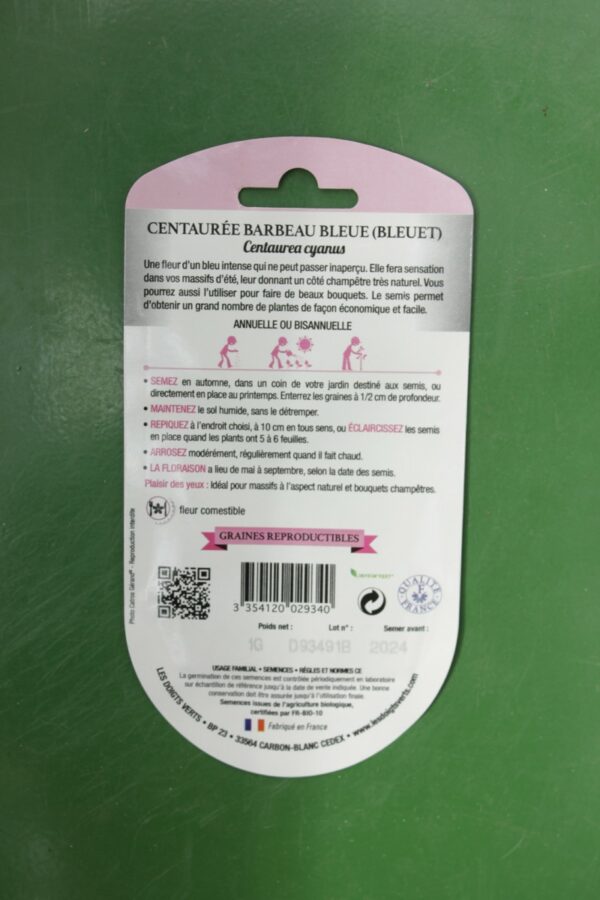 CENTAURÉE BARBEAU BLEUE (BLEUET)
Centaurea cyanus
Une fleur d'un bleu intense qui ne peut passer inaperçu. Elle fera sensation
dans vos massifs d'été, leur donnant un côté champêtre très naturel. Vous
pourrez aussi l'utiliser pour faire de beaux bouquets. Le semis permet
d'obtenir un grand nombre de plantes de façon économique et facile.
ANNUELLE OU BISANNUELLE
• SEMEZ en automne, dans un coin de votre jardin destiné aux semis, ou
directement en place au printemps. Enterrez les graines à 1/2 cm de profondeur.
• MAINTENEZ le sol humide, sans le détremper.
• REPIQUEZ à l'endroit choisi, à 10 cm en tous sens, ou ÉCLAIRCISSEZ les semis
en place quand les plants ont 5 à 6 feuilles.
• ARROSEZ modérément, régulièrement quand il fait chaud.
• LA FLORAISON a lieu de mai à septembre, selon la date des semis.
Plaisir des yeux : Idéal pour massifs à l'aspect naturel et bouquets champêtres.
fleur comestible
GRAINES REPRODUCTIBLES
Photo Catros Gérand® - Reproduction interdite
3 354120 029340
QUALITÉ
FRANCE
Poids net : Lot n° : Semer avant :
1G D93491B 2024
USAGE FAMILIAL • SEMENCES • RÈGLES ET NORMES CE
La germination de ces semences est contrôlée périodiquement en laboratoire
sur échantillon de référence jusqu'à la date de vente indiquée. Une bonne
conservation doit être assurée jusqu'à l'utilisation.
Semences issues de l'agriculture biologique,
certifiées par FR-BIO-10
Fabriqué en France
LES DOIGTS VERTS • BP 23 • 33564 CARBON-BLANC CEDEX • www.lesdoigtsverts.com